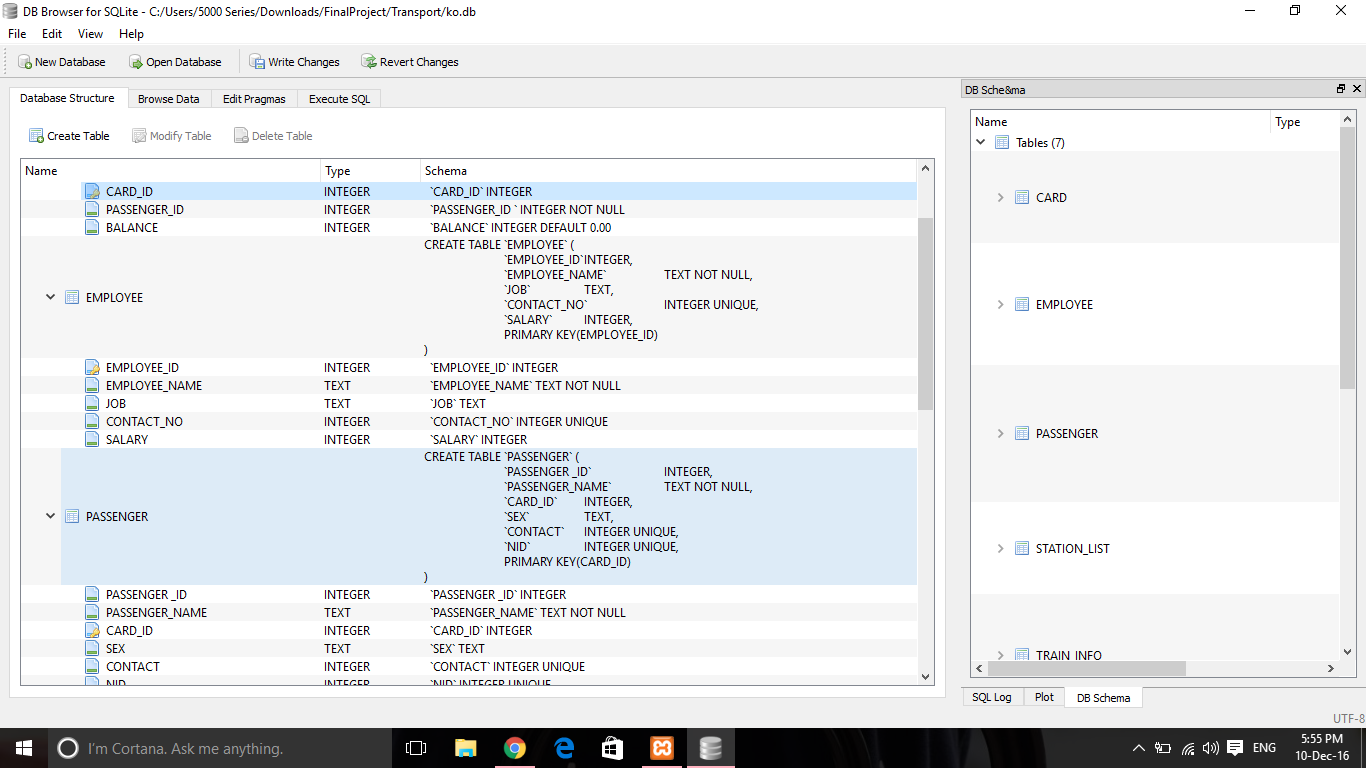 DB Browser for SQLite - C:/Users/5000 Series/Downloads/FinalProject/Transport/ko.db
File Edit View Help
New Database Open Database Write Changes Revert Changes
Database Structure Browse Data Edit Pragmas Execute SQL
Create Table Modify Table Delete Table
Name Type Schema
CARD_ID INTEGER `CARD_ID` INTEGER
PASSENGER_ID INTEGER `PASSENGER_ID ` INTEGER NOT NULL
BALANCE INTEGER `BALANCE` INTEGER DEFAULT 0.00
EMPLOYEE
CREATE TABLE `EMPLOYEE` (
`EMPLOYEE_ID`INTEGER,
`EMPLOYEE_NAME` TEXT NOT NULL,
`JOB` TEXT,
`CONTACT_NO` INTEGER UNIQUE,
`SALARY` INTEGER,
PRIMARY KEY(EMPLOYEE_ID)
)
EMPLOYEE_ID INTEGER `EMPLOYEE_ID` INTEGER
EMPLOYEE_NAME TEXT `EMPLOYEE_NAME` TEXT NOT NULL
JOB TEXT `JOB` TEXT
CONTACT_NO INTEGER `CONTACT_NO` INTEGER UNIQUE
SALARY INTEGER `SALARY` INTEGER
PASSENGER
CREATE TABLE `PASSENGER` (
`PASSENGER _ID` INTEGER,
`PASSENGER_NAME` TEXT NOT NULL,
`CARD_ID` INTEGER,
`SEX` TEXT,
`CONTACT` INTEGER UNIQUE,
`NID` INTEGER UNIQUE,
PRIMARY KEY(CARD_ID)
)
PASSENGER _ID INTEGER `PASSENGER _ID` INTEGER
PASSENGER_NAME TEXT `PASSENGER_NAME` TEXT NOT NULL
CARD_ID INTEGER `CARD_ID` INTEGER
SEX TEXT `SEX` TEXT
CONTACT INTEGER `CONTACT` INTEGER UNIQUE
NID INTEGER `NID` INTEGER UNIQUE
DB Sche&ma
Name Type
Tables (7)
CARD
EMPLOYEE
PASSENGER
STATION_LIST
TRAIN_INFO
SQL Log Plot DB Schema
UTF-8
I'm Cortana. Ask me anything.
ENG
5:55 PM
10-Dec-16